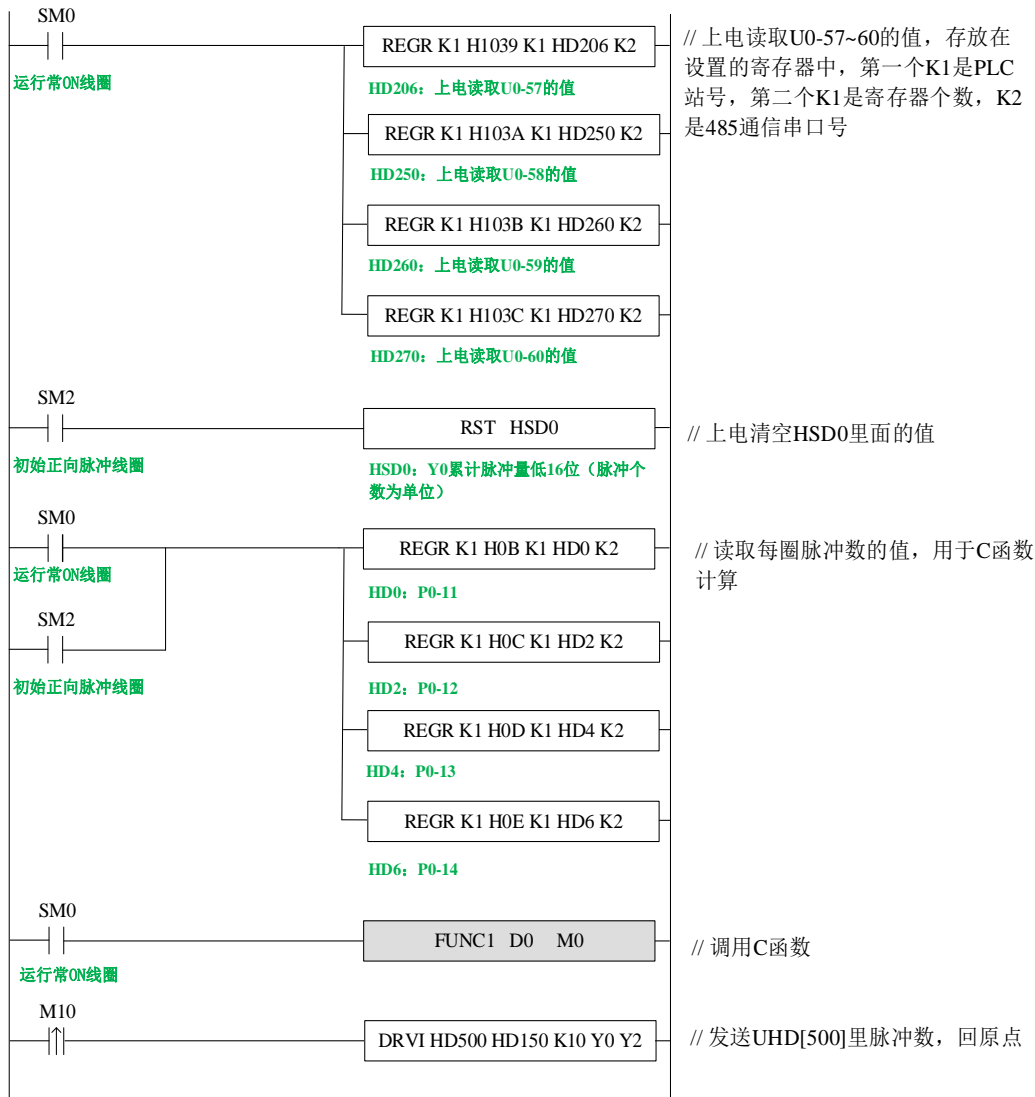 SM0
REGR K1 H1039 K1 HD206 K2
// 上电读取U0-57~60的值，存放在
设置的寄存器中，第一个K1是PLC
站号，第二个K1是寄存器个数，K2
是485通信串口号
运行常ON线圈
HD206：上电读取U0-57的值
REGR K1 H103A K1 HD250 K2
HD250：上电读取U0-58的值
REGR K1 H103B K1 HD260 K2
HD260：上电读取U0-59的值
REGR K1 H103C K1 HD270 K2
HD270：上电读取U0-60的值
SM2
RST HSD0
// 上电清空HSD0里面的值
初始正向脉冲线圈
HSD0：Y0累计脉冲量低16位（脉冲个
数为单位）
SM0
REGR K1 H0B K1 HD0 K2
// 读取每圈脉冲数的值，用于C函数
计算
运行常ON线圈
HD0：P0-11
SM2
REGR K1 H0C K1 HD2 K2
初始正向脉冲线圈
HD2：P0-12
REGR K1 H0D K1 HD4 K2
HD4：P0-13
REGR K1 H0E K1 HD6 K2
HD6：P0-14
SM0
FUNC1 D0 M0
// 调用C函数
运行常ON线圈
M10
DRVI HD500 HD150 K10 Y0 Y2
// 发送UHD[500]里脉冲数，回原点